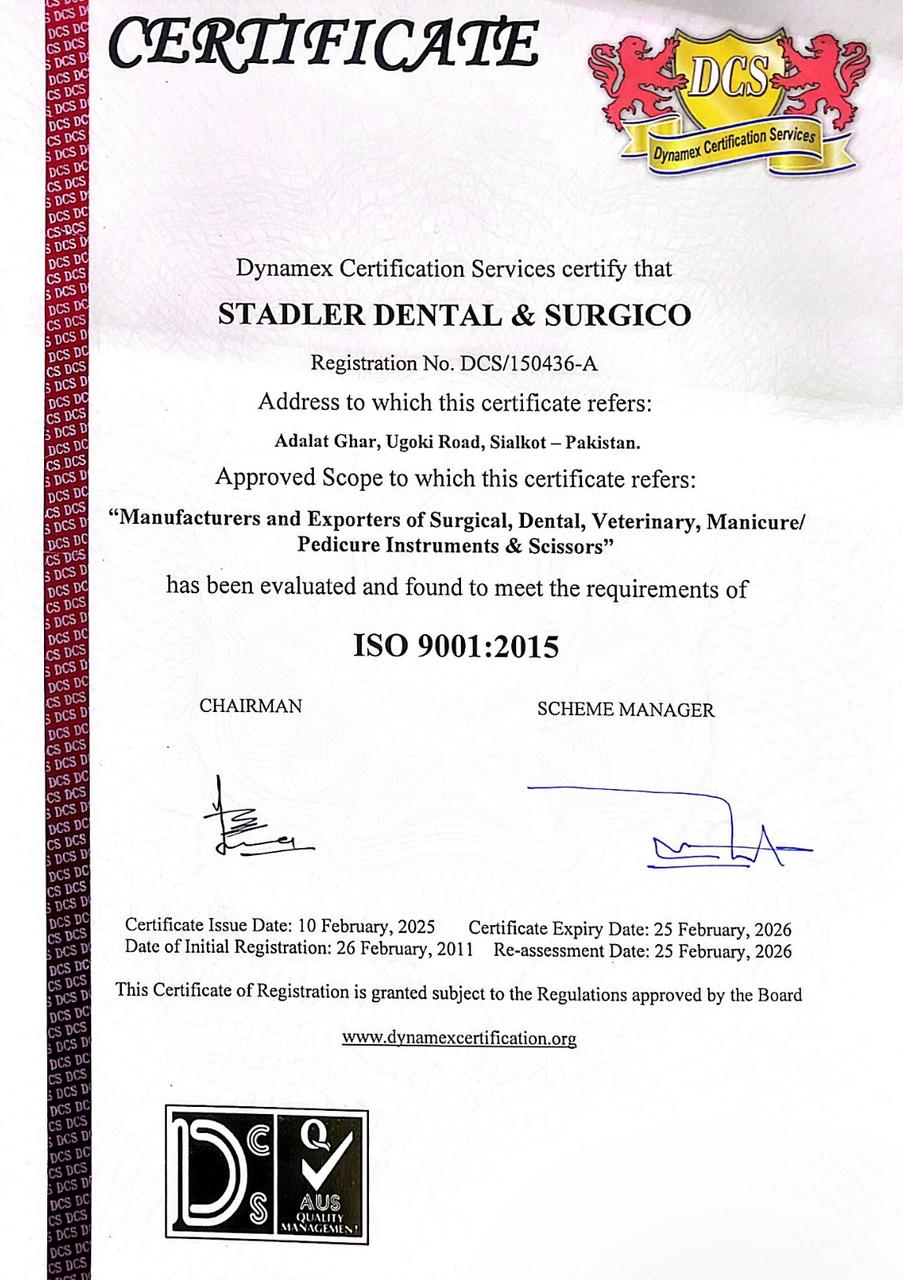 CERTIFICATE
DCS
Dynamex Certification Services
Dynamex Certification Services certify that
STADLER DENTAL & SURGICO
Registration No. DCS/150436-A
Address to which this certificate refers:
Adalat Ghar, Ugoki Road, Sialkot – Pakistan.
Approved Scope to which this certificate refers:
“Manufacturers and Exporters of Surgical, Dental, Veterinary, Manicure/
Pedicure Instruments & Scissors”
has been evaluated and found to meet the requirements of
ISO 9001:2015
CHAIRMAN SCHEME MANAGER
Certificate Issue Date: 10 February, 2025 Certificate Expiry Date: 25 February, 2026
Date of Initial Registration: 26 February, 2011 Re-assessment Date: 25 February, 2026
This Certificate of Registration is granted subject to the Regulations approved by the Board
www.dynamexcertification.org
DCS
Q
AUS
QUALITY
MANAGEMENT